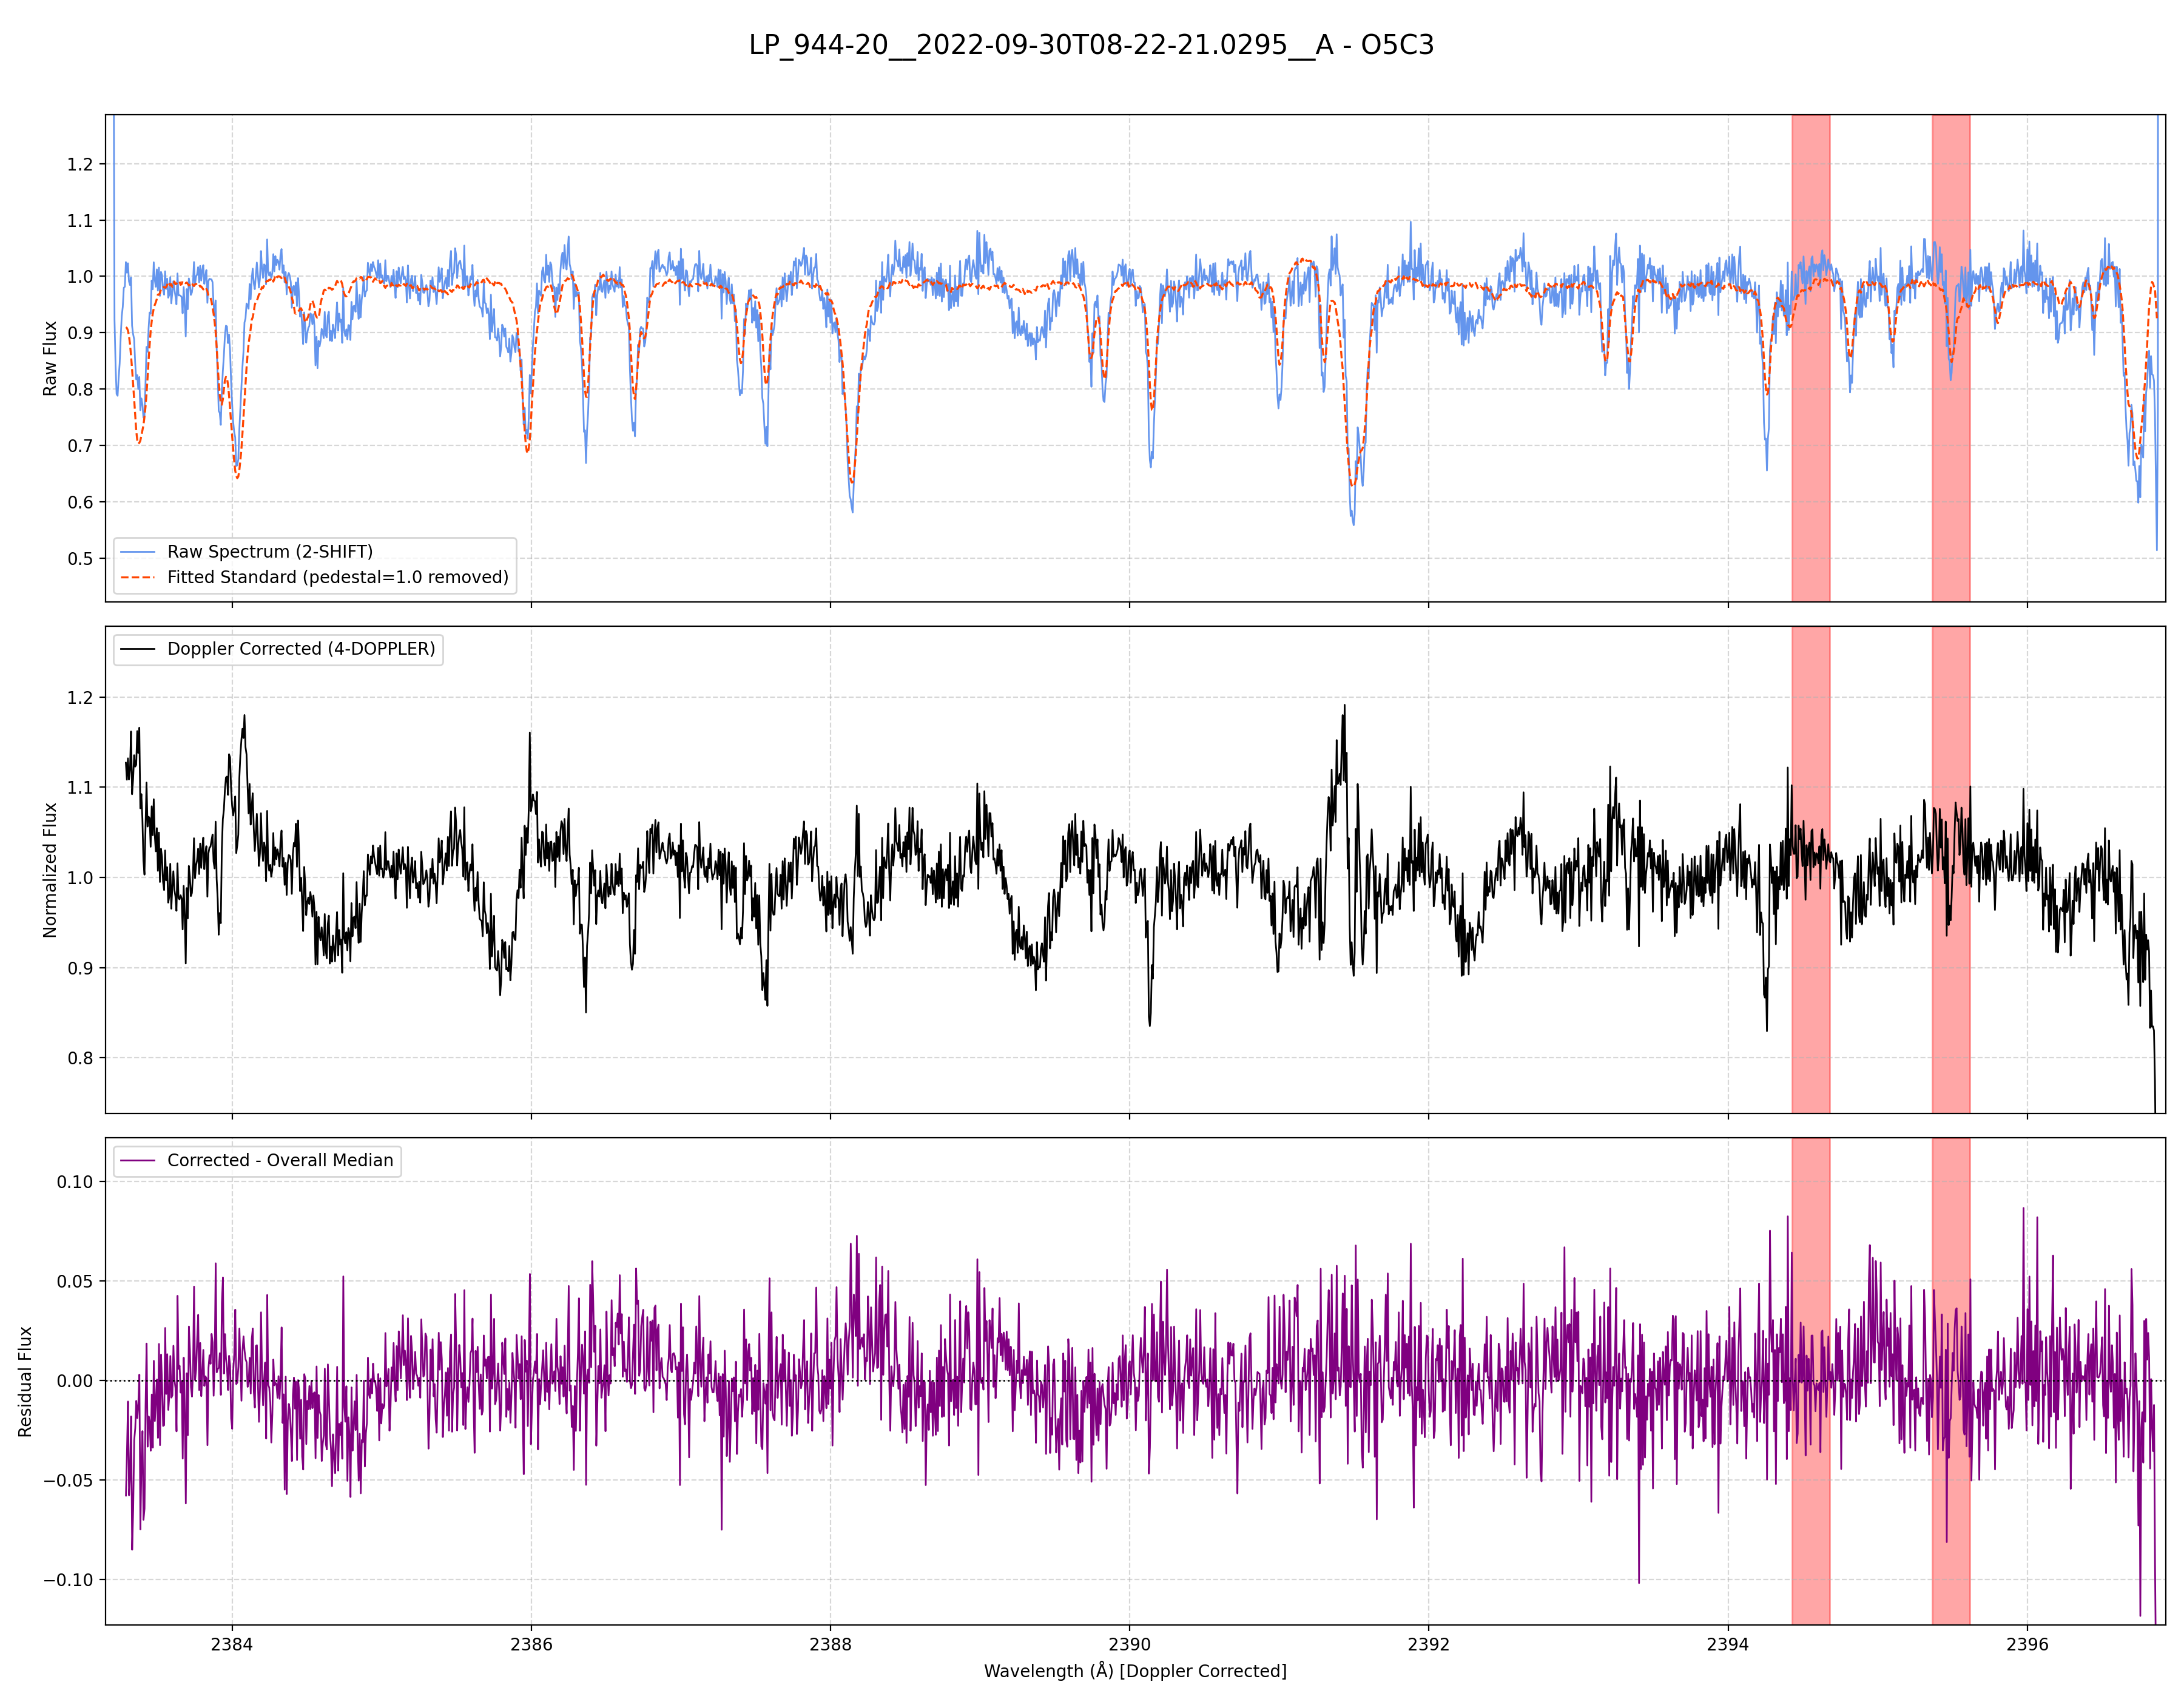 LP_944-20__2022-09-30T08-22-21.0295__A - O5C3
Raw Flux
1.2
1.1
1.0
0.9
0.8
0.7
0.6
0.5
Raw Spectrum (2-SHIFT)
Fitted Standard (pedestal=1.0 removed)
Normalized Flux
1.2
1.1
1.0
0.9
0.8
Doppler Corrected (4-DOPPLER)
Residual Flux
0.10
0.05
0.00
−0.05
−0.10
Corrected - Overall Median
2384 2386 2388 2390 2392 2394 2396
Wavelength (Å) [Doppler Corrected]